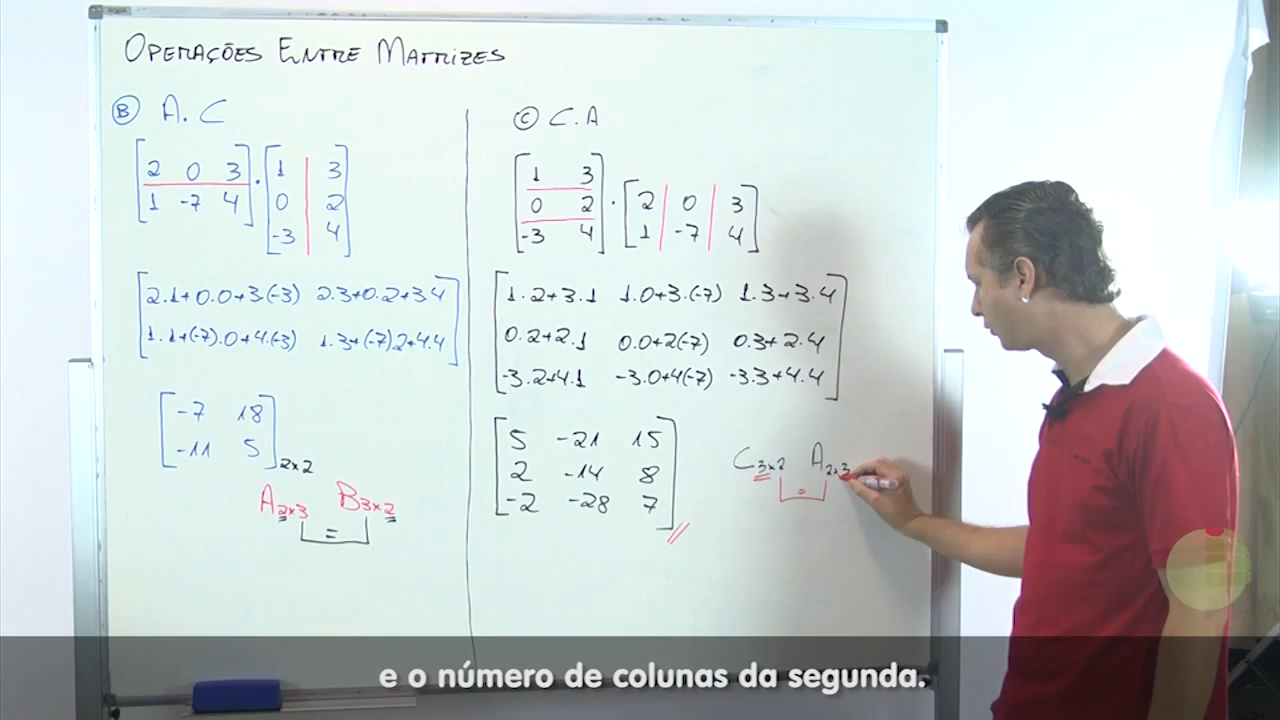 OPERAÇÕES ENTRE MATRIZES
B A.C
2 0 3 . 1 3
1 -7 4 0 2
-3 4
2.1+0.0+3.(-3) 2.3+0.2+3.4
1.1+(-7).0+4.(-3) 1.3+(-7)2+4.4
-7 18
-11 5 2x2
A2x3 B3x2
=
C C.A
1 3
0 2 . 2 0 3
-3 4 1 -7 4
1.2+3.1 1.0+3.(-7) 1.3+3.4
0.2+2.1 0.0+2(-7) 0.3+2.4
-3.2+4.1 -3.0+4(-7) -3.3+4.4
5 -21 15
2 -14 8
-2 -28 7
C3x2 A2x3
=
e o número de colunas da segunda.